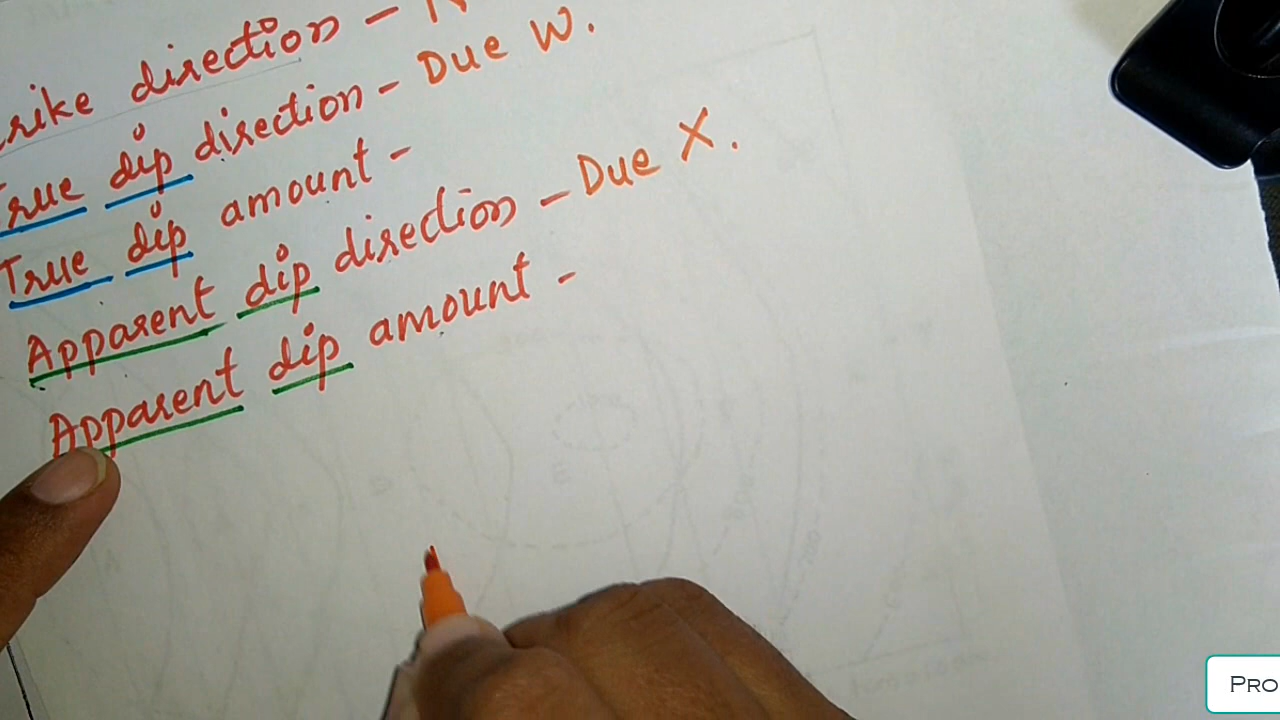 direction -
True dip direction - Due W.
True dip amount -
Apparent dip direction - Due X.
Apparent dip amount -
PRO